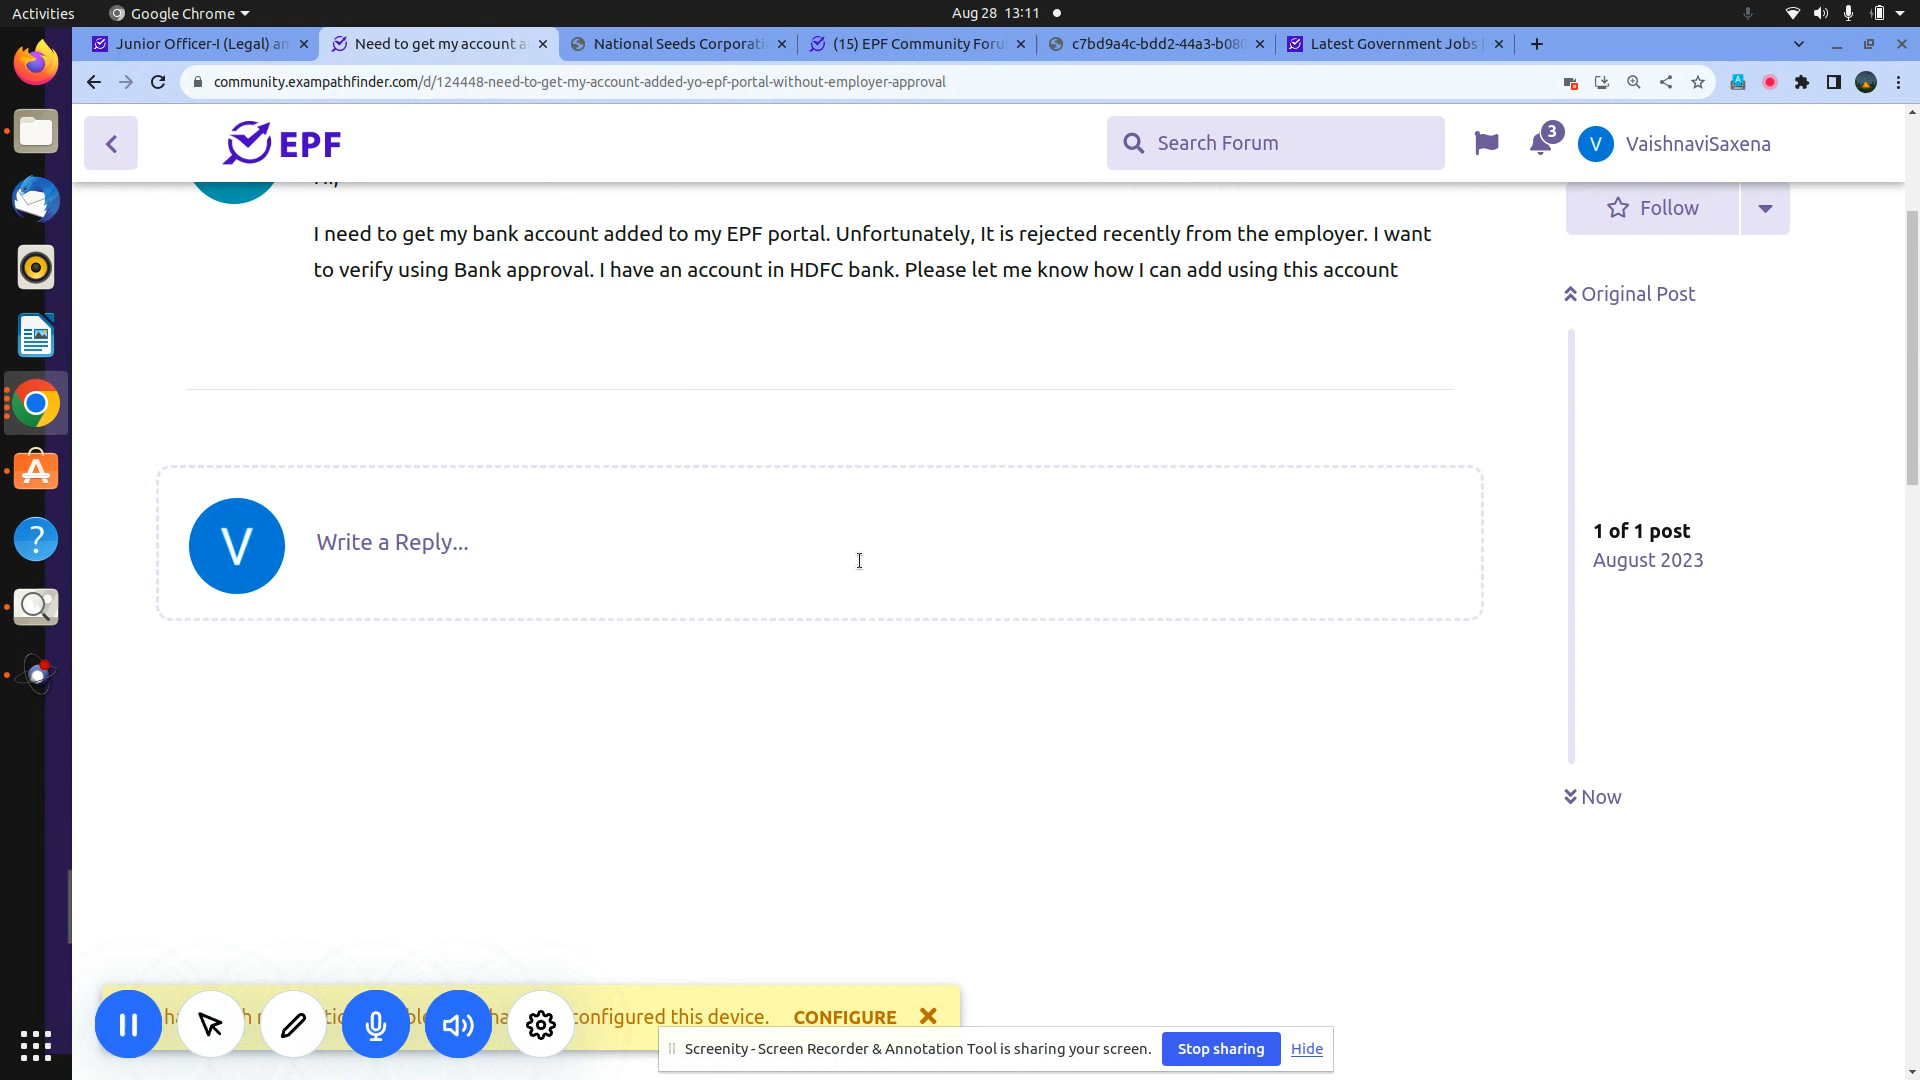 Activities
Google Chrome
Aug 28 13:11
Junior Officer-I (Legal) an
Need to get my account a
National Seeds Corporati
(15) EPF Community Foru
c7bd9a4c-bdd2-44a3-b080
Latest Government Jobs
community.exampathfinder.com/d/124448-need-to-get-my-account-added-yo-epf-portal-without-employer-approval
EPF
Search Forum
3
V
VaishnaviSaxena
I need to get my bank account added to my EPF portal. Unfortunately, It is rejected recently from the employer. I want
to verify using Bank approval. I have an account in HDFC bank. Please let me know how I can add using this account
Follow
Original Post
1 of 1 post
August 2023
Now
V
Write a Reply...
configured this device.
CONFIGURE
Screenity - Screen Recorder & Annotation Tool is sharing your screen.
Stop sharing
Hide